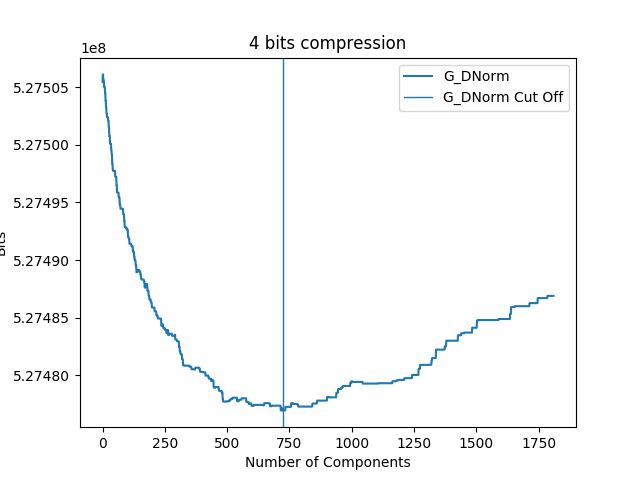 4 bits compression
1e8
G_DNorm
G_DNorm Cut Off
5.27505
5.27500
5.27495
5.27490
5.27485
5.27480
Bits
0 250 500 750 1000 1250 1500 1750
Number of Components